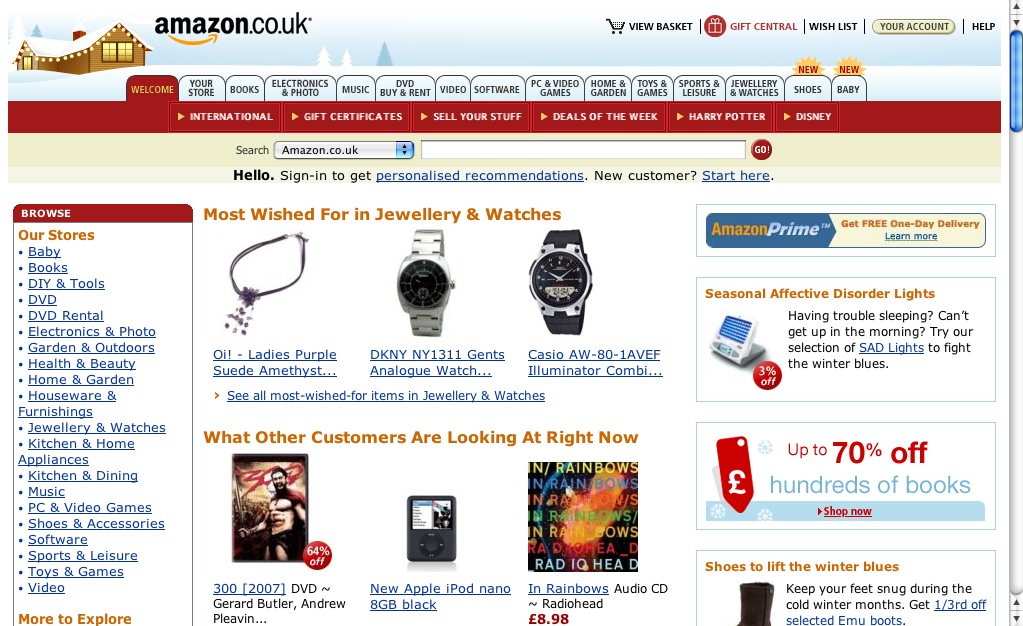 amazon.co.uk
VIEW BASKET | GIFT CENTRAL | WISH LIST | YOUR ACCOUNT | HELP
NEW NEW
WELCOME
YOUR STORE
BOOKS
ELECTRONICS & PHOTO
MUSIC
DVD BUY & RENT
VIDEO
SOFTWARE
PC & VIDEO GAMES
HOME & GARDEN
TOYS & GAMES
SPORTS & LEISURE
JEWELLERY & WATCHES
SHOES
BABY
INTERNATIONAL
GIFT CERTIFICATES
SELL YOUR STUFF
DEALS OF THE WEEK
HARRY POTTER
DISNEY
Search Amazon.co.uk GO!
Hello. Sign-in to get personalised recommendations. New customer? Start here.
BROWSE
Our Stores
• Baby
• Books
• DIY & Tools
• DVD
• DVD Rental
• Electronics & Photo
• Garden & Outdoors
• Health & Beauty
• Home & Garden
• Houseware &
Furnishings
• Jewellery & Watches
• Kitchen & Home
Appliances
• Kitchen & Dining
• Music
• PC & Video Games
• Shoes & Accessories
• Software
• Sports & Leisure
• Toys & Games
• Video
More to Explore
Most Wished For in Jewellery & Watches
Oi! - Ladies Purple
Suede Amethyst...
DKNY NY1311 Gents
Analogue Watch...
Casio AW-80-1AVEF
Illuminator Combi...
› See all most-wished-for items in Jewellery & Watches
What Other Customers Are Looking At Right Now
300
64%
off
IN/ RAINBOWS
RADIOHEAD
300 [2007] DVD ~
Gerard Butler, Andrew
Pleavin...
New Apple iPod nano
8GB black
In Rainbows Audio CD
~ Radiohead
£8.98
AmazonPrime™
Get FREE One-Day Delivery
Learn more
Seasonal Affective Disorder Lights
3%
off
Having trouble sleeping? Can't
get up in the morning? Try our
selection of SAD Lights to fight
the winter blues.
£
Up to 70% off
hundreds of books
Shop now
Shoes to lift the winter blues
Keep your feet snug during the
cold winter months. Get 1/3rd off
selected Emu boots.